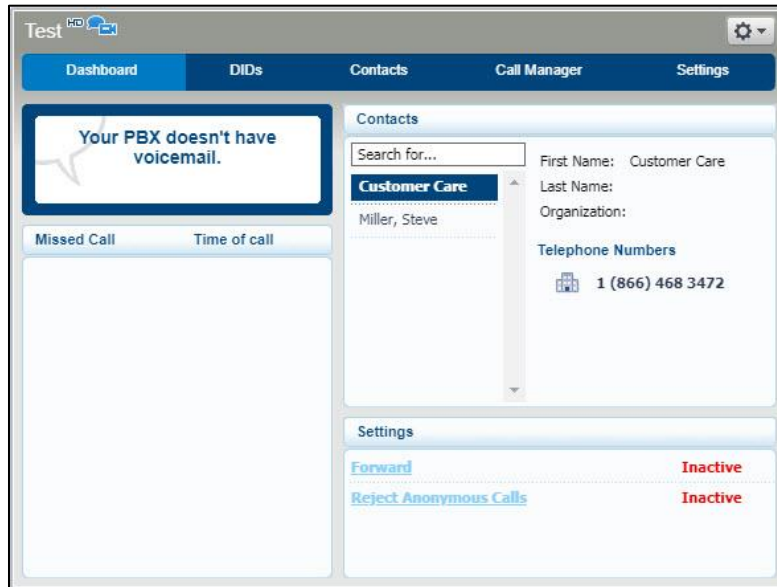 Test HD
Dashboard DIDs Contacts Call Manager Settings
Your PBX doesn't have
voicemail.
Missed Call Time of call
Contacts
Search for...
Customer Care
Miller, Steve
First Name: Customer Care
Last Name:
Organization:
Telephone Numbers
1 (866) 468 3472
Settings
Forward Inactive
Reject Anonymous Calls Inactive